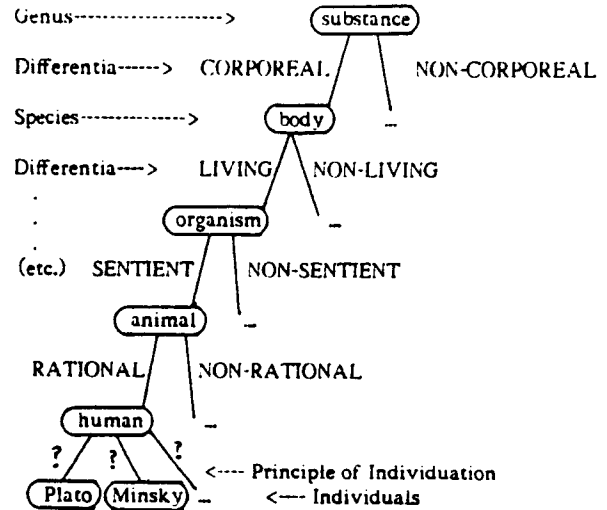 Genus-----------------> substance
Differentia------> CORPOREAL NON-CORPOREAL
Species---------------> body –
Differentia----> LIVING NON-LIVING
.
. organism –
.
(etc.) SENTIENT NON-SENTIENT
animal –
RATIONAL NON-RATIONAL
human –
? ? ?
<---- Principle of Individuation
Plato Minsky – <---- Individuals